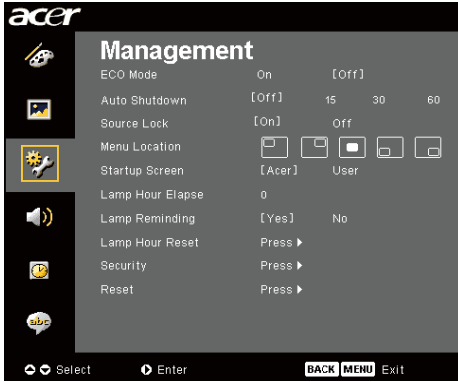 acer
Management
ECO Mode On [Off]
Auto Shutdown [Off] 15 30 60
Source Lock [On] Off
Menu Location
Startup Screen [Acer] User
Lamp Hour Elapse 0
Lamp Reminding [Yes] No
Lamp Hour Reset Press
Security Press
Reset Press
abc
Select Enter BACK MENU Exit